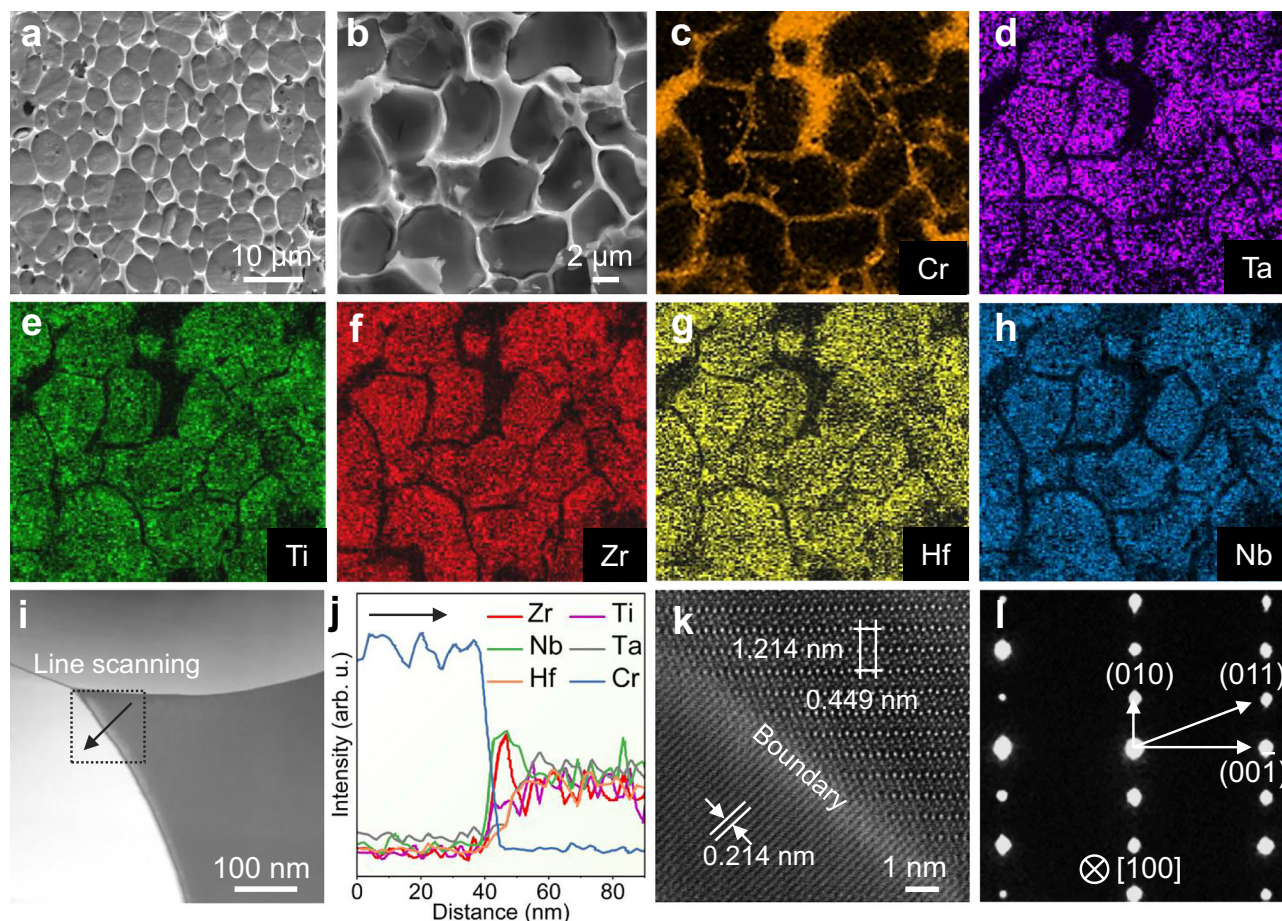 a
10 μm
b
2 μm
c
Cr
d
Ta
e
Ti
f
Zr
g
Hf
h
Nb
i
Line scanning
100 nm
j
Zr Ti
Nb Ta
Hf Cr
Intensity (arb. u.)
0 20 40 60 80
Distance (nm)
k
1.214 nm
0.449 nm
Boundary
0.214 nm
1 nm
l
(010) (011)
(001̄)
[100]